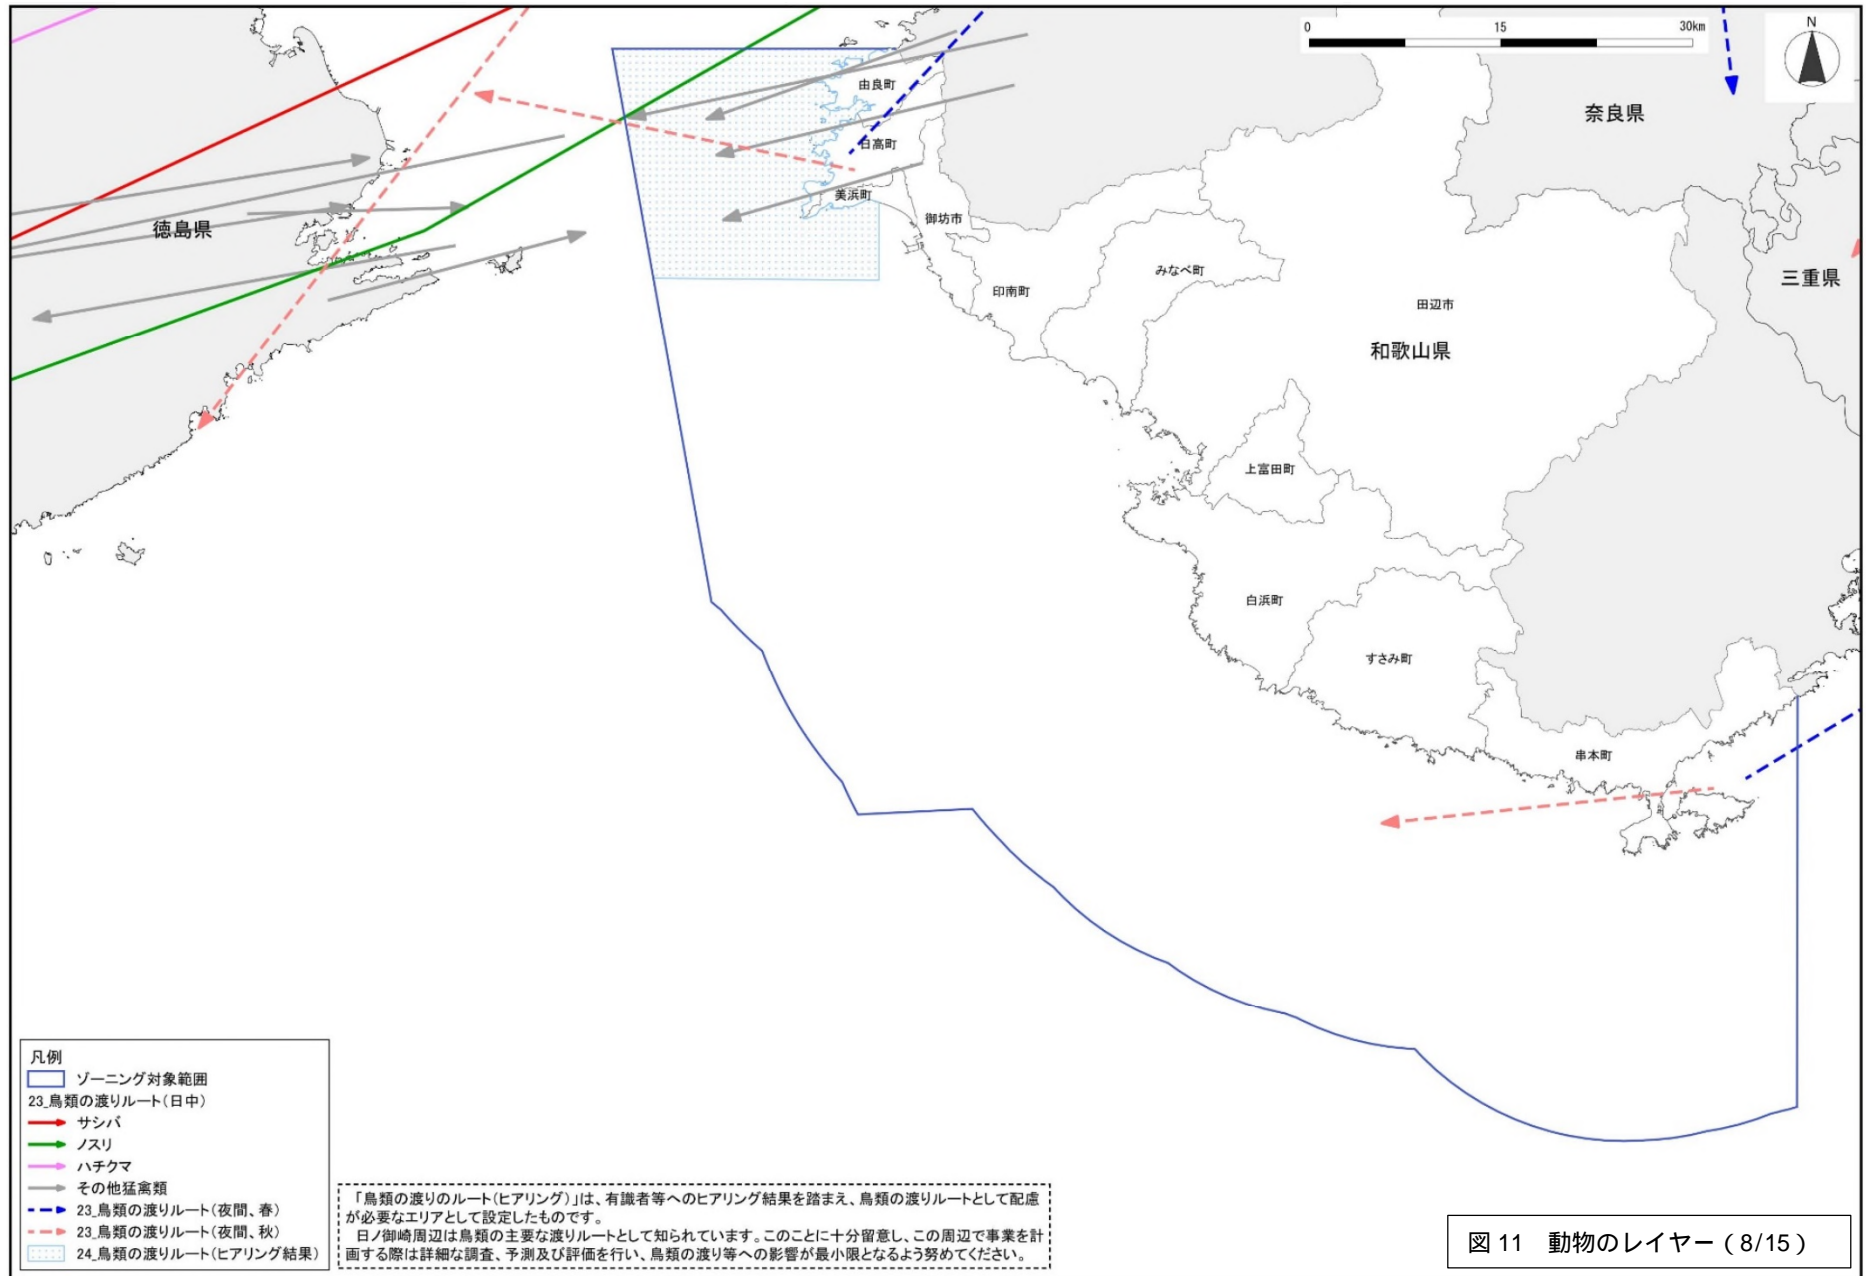 0 15 30km
N
奈良県
由良町
日高町
美浜町
御坊市
徳島県
みなべ町
三重県
印南町
田辺市
和歌山県
上富田町
白浜町
すさみ町
串本町
凡例
ゾーニング対象範囲
23_鳥類の渡りルート(日中)
サシバ
ノスリ
ハチクマ
その他猛禽類
23_鳥類の渡りルート(夜間、春)
23_鳥類の渡りルート(夜間、秋)
24_鳥類の渡りルート(ヒアリング結果)
「鳥類の渡りのルート(ヒアリング)」は、有識者等へのヒアリング結果を踏まえ、鳥類の渡りルートとして配慮
が必要なエリアとして設定したものです。
日ノ御崎周辺は鳥類の主要な渡りルートとして知られています。このことに十分留意し、この周辺で事業を計
画する際は詳細な調査、予測及び評価を行い、鳥類の渡り等への影響が最小限となるよう努めてください。
図 11 動物のレイヤー ( 8/15 )